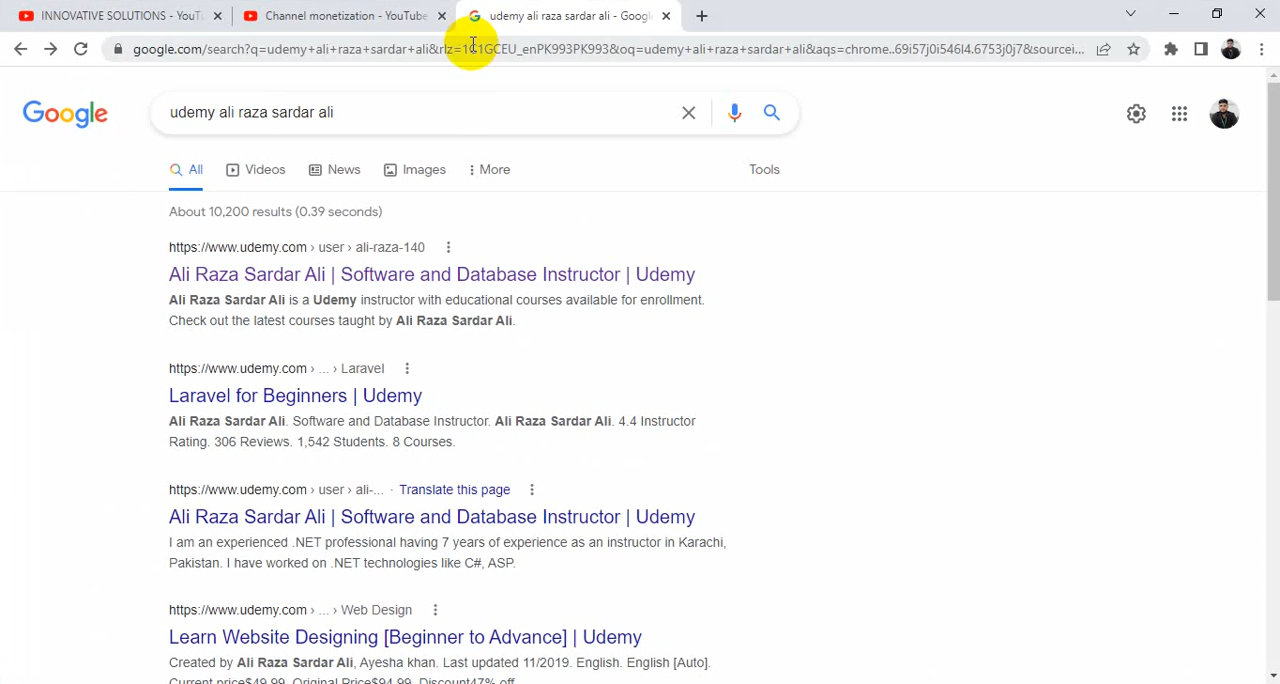 INNOVATIVE SOLUTIONS - YouTu
Channel monetization - YouTube
udemy ali raza sardar ali - Googl
google.com/search?q=udemy+ali+raza+sardar+ali&rlz=1C1GCEU_enPK993PK993&oq=udemy+ali+raza+sardar+ali&aqs=chrome..69i57j0i546l4.6753j0j7&sourcei...
Google
udemy ali raza sardar ali
All
Videos
News
Images
More
Tools
About 10,200 results (0.39 seconds)
https://www.udemy.com › user › ali-raza-140
Ali Raza Sardar Ali | Software and Database Instructor | Udemy
Ali Raza Sardar Ali is a Udemy instructor with educational courses available for enrollment.
Check out the latest courses taught by Ali Raza Sardar Ali.
https://www.udemy.com › ... › Laravel
Laravel for Beginners | Udemy
Ali Raza Sardar Ali. Software and Database Instructor. Ali Raza Sardar Ali. 4.4 Instructor
Rating. 306 Reviews. 1,542 Students. 8 Courses.
https://www.udemy.com › user › ali-... · Translate this page
Ali Raza Sardar Ali | Software and Database Instructor | Udemy
I am an experienced .NET professional having 7 years of experience as an instructor in Karachi,
Pakistan. I have worked on .NET technologies like C#, ASP.
https://www.udemy.com › ... › Web Design
Learn Website Designing [Beginner to Advance] | Udemy
Created by Ali Raza Sardar Ali, Ayesha khan. Last updated 11/2019. English. English [Auto].
Current price$49.99. Original Price$94.99. Discount47% off.